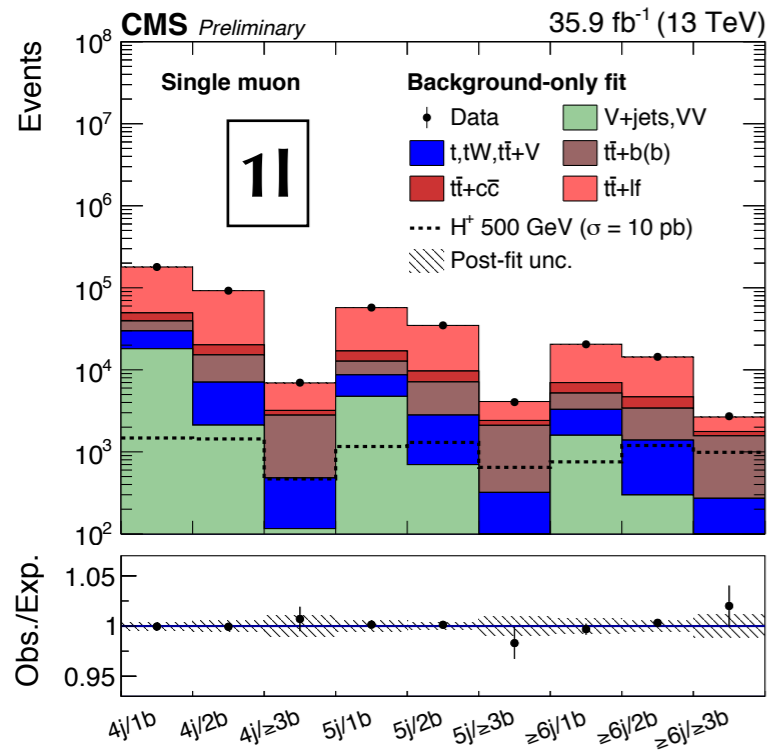 CMS Preliminary 35.9 fb⁻¹ (13 TeV)
Events
10⁸
10⁷
10⁶
10⁵
10⁴
10³
10²
Single muon
1l
Background-only fit
Data
V+jets,VV
t,tW,tt̄+V
tt̄+b(b)
tt̄+cc̄
tt̄+lf
H⁺ 500 GeV (σ = 10 pb)
Post-fit unc.
Obs./Exp.
1.05
1
0.95
4j/1b
4j/2b
4j/≥3b
5j/1b
5j/2b
5j/≥3b
≥6j/1b
≥6j/2b
≥6j/≥3b